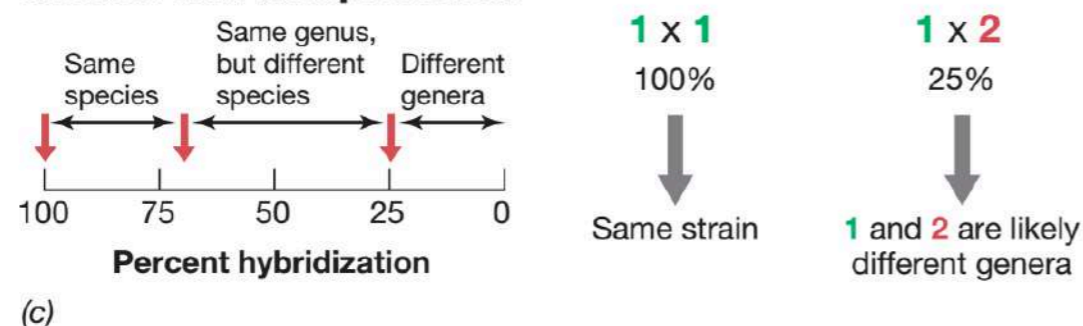 Same
species
Same genus,
but different
species
Different
genera
100
75
50
25
0
Percent hybridization
(c)
1 x 1
100%
Same strain
1 x 2
25%
1 and 2 are likely
different genera